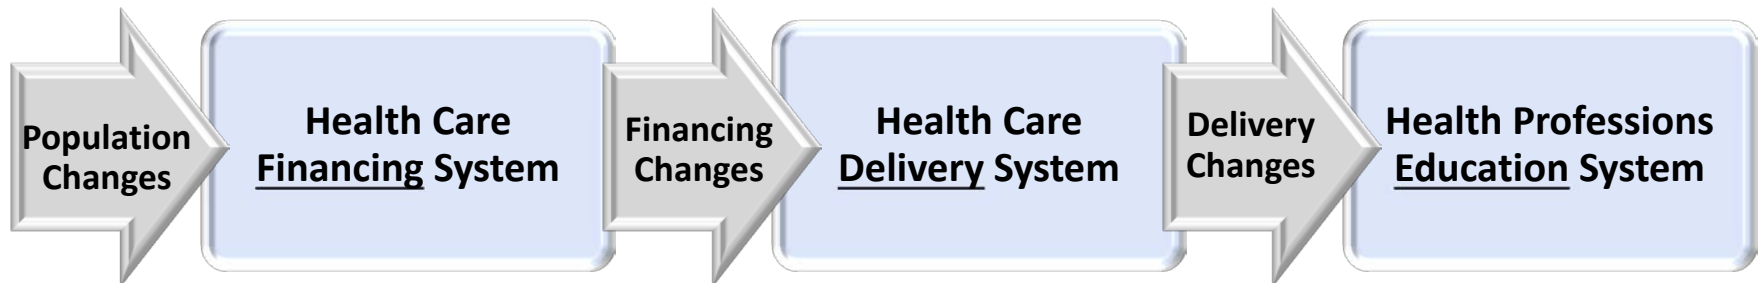 Population
Changes
Health Care
Financing System
Financing
Changes
Health Care
Delivery System
Delivery
Changes
Health Professions
Education System